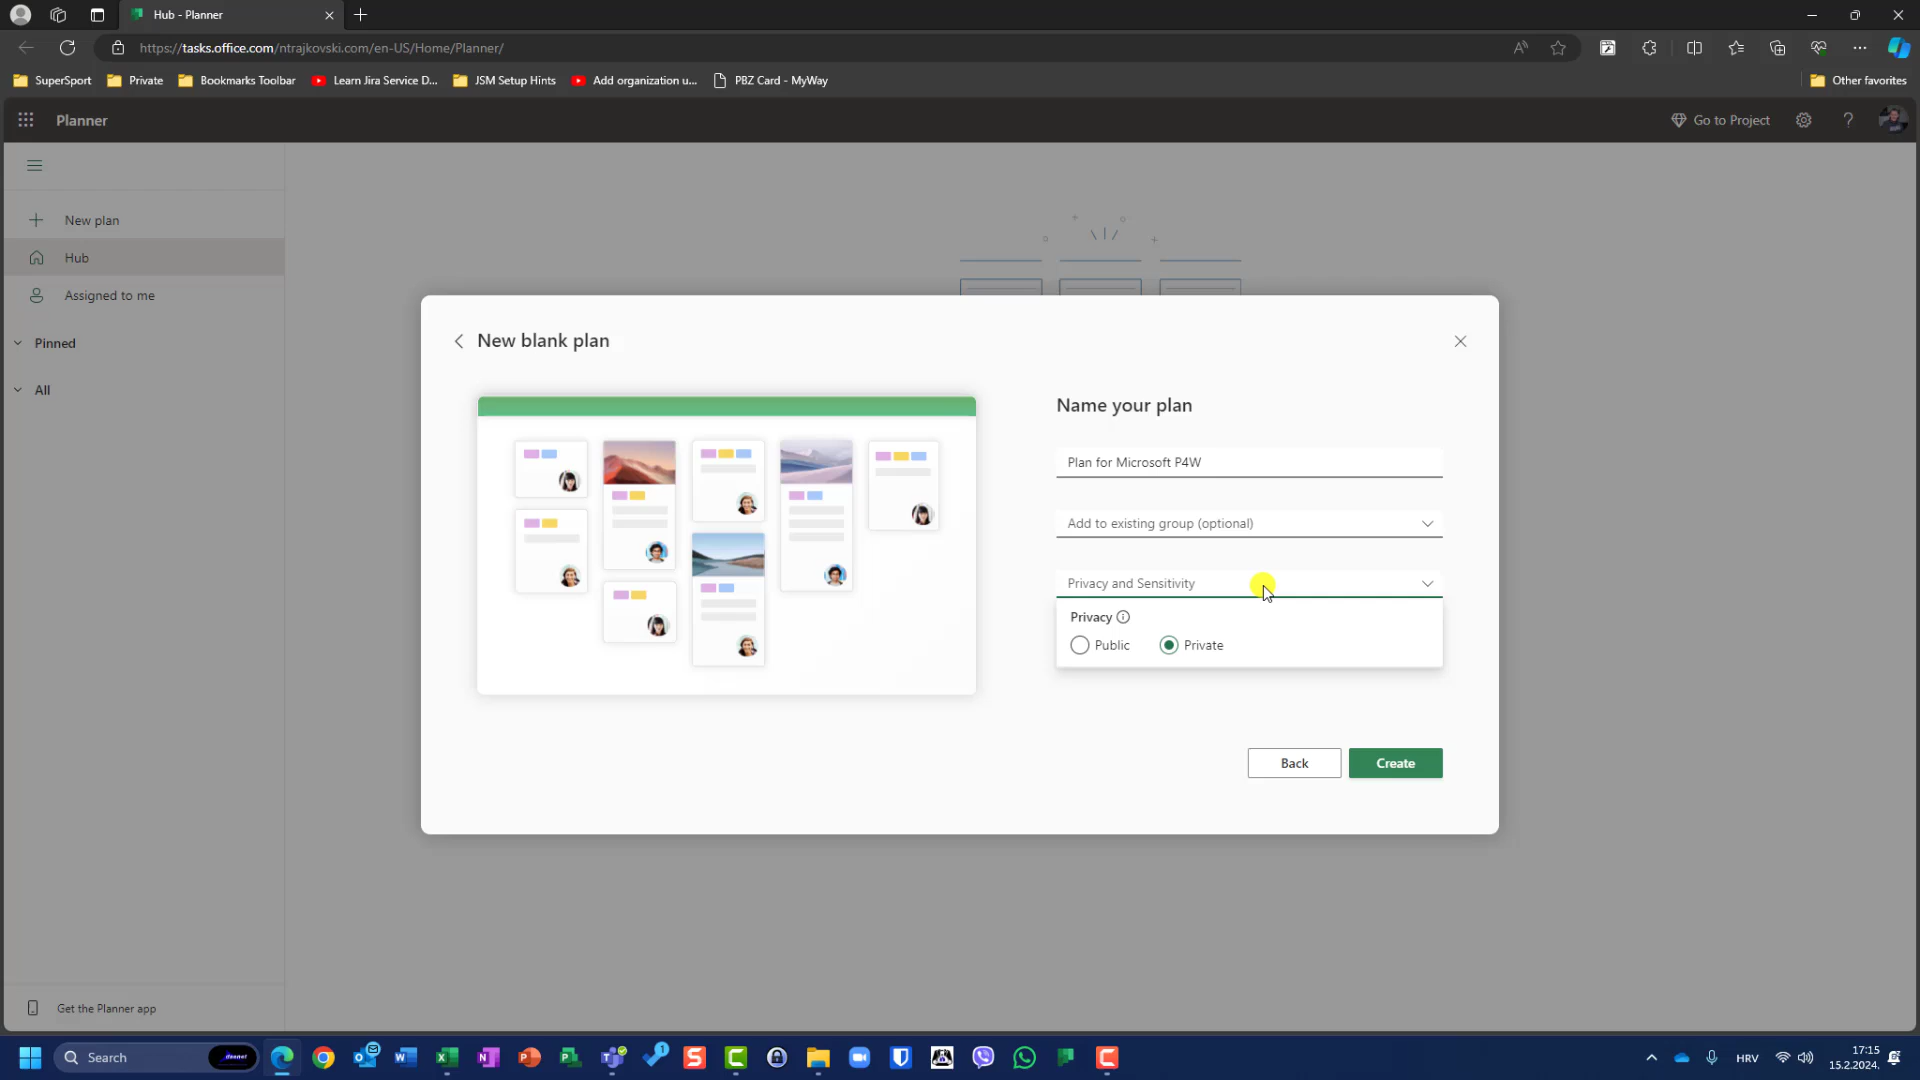 Hub - Planner
https://tasks.office.com/ntrajkovski.com/en-US/Home/Planner/
SuperSport
Private
Bookmarks Toolbar
Learn Jira Service D...
JSM Setup Hints
Add organization u...
PBZ Card - MyWay
Other favorites
Planner
Go to Project
New plan
Hub
Assigned to me
Pinned
All
New blank plan
Name your plan
Plan for Microsoft P4W
Add to existing group (optional)
Privacy and Sensitivity
Privacy
Public
Private
Back
Create
Get the Planner app
Search
HRV
17:15
15.2.2024.